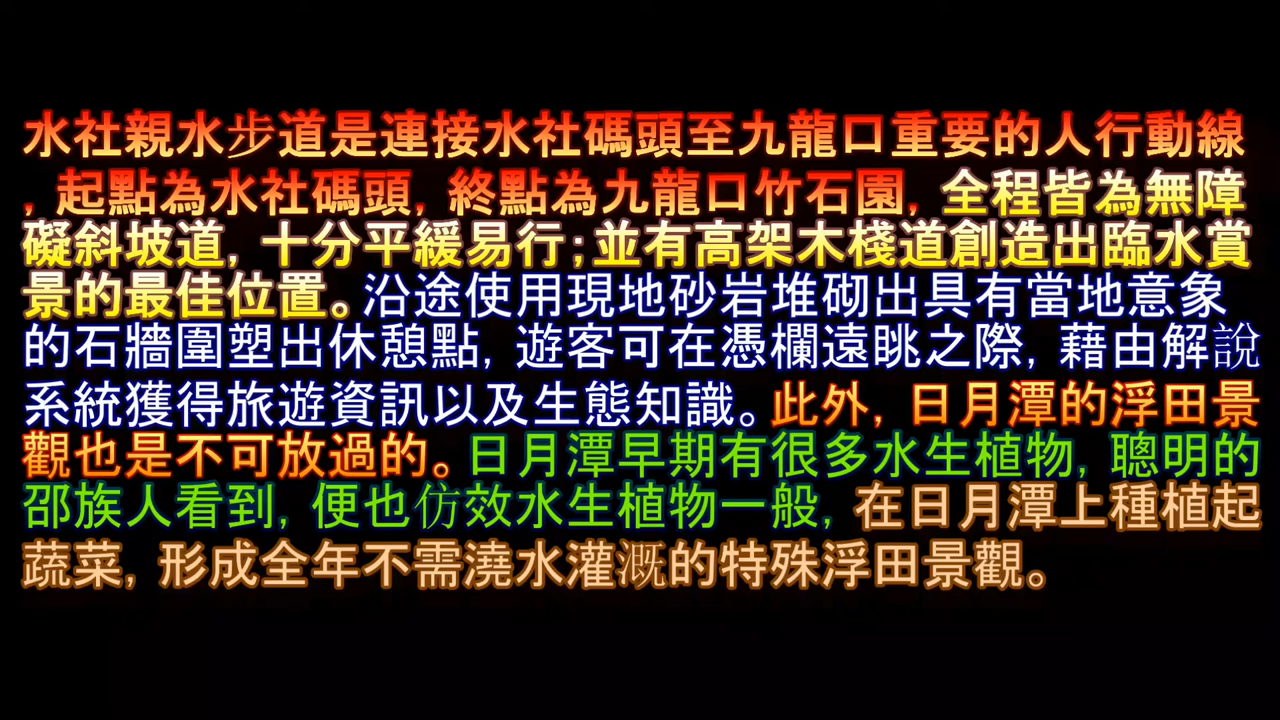 水社親水步道是連接水社碼頭至九龍口重要的人行動線
, 起點為水社碼頭, 終點為九龍口竹石園, 全程皆為無障
礙斜坡道, 十分平緩易行;並有高架木棧道創造出臨水賞
景的最佳位置。沿途使用現地砂岩堆砌出具有當地意象
的石牆圍塑出休憩點, 遊客可在憑欄遠眺之際, 藉由解說
系統獲得旅遊資訊以及生態知識。此外, 日月潭的浮田景
觀也是不可放過的。日月潭早期有很多水生植物, 聰明的
邵族人看到, 便也仿效水生植物一般, 在日月潭上種植起
蔬菜, 形成全年不需澆水灌溉的特殊浮田景觀。